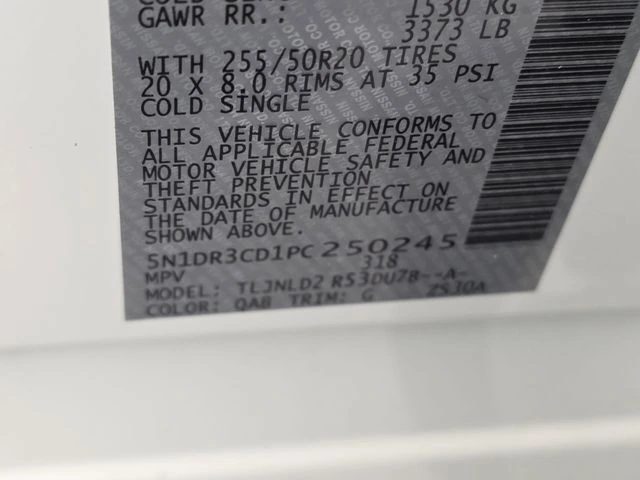 GAWR RR.: 1530 KG
3373 LB
WITH 255/50R20 TIRES
20 X 8.0 RIMS AT 35 PSI
COLD SINGLE
THIS VEHICLE CONFORMS TO
ALL APPLICABLE FEDERAL
MOTOR VEHICLE SAFETY AND
THEFT PREVENTION
STANDARDS IN EFFECT ON
THE DATE OF MANUFACTURE
SHOWN ABOVE.
5N1DR3CD1PC250245
MPV 318
MODEL: TLJNLD2 R53DU78--A-
COLOR: QAB TRIM: G